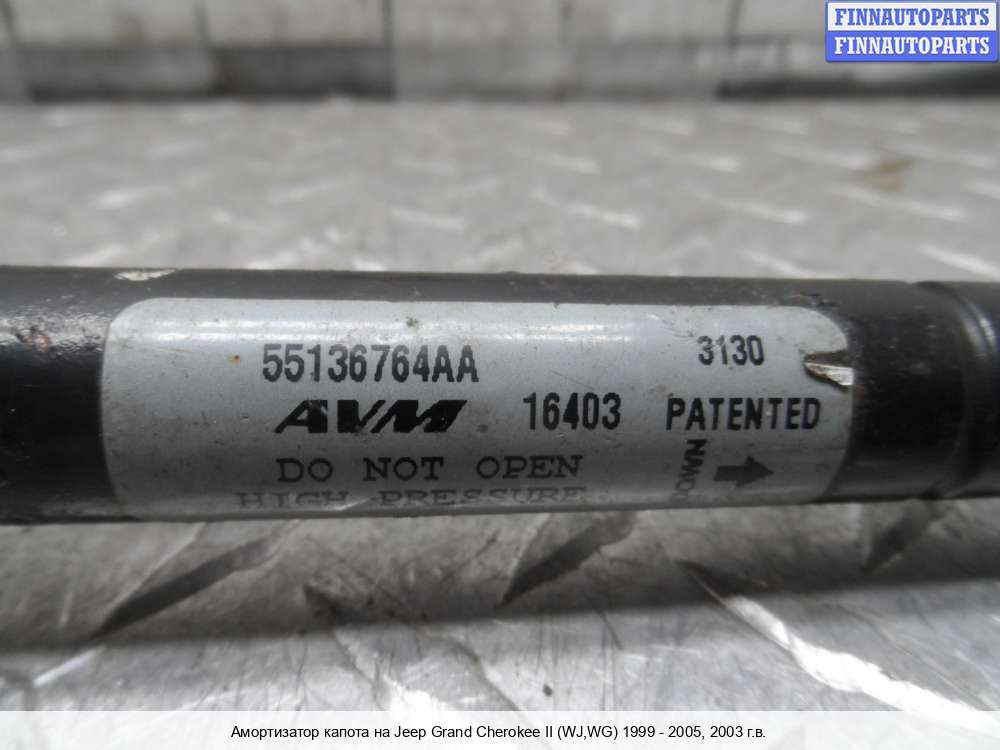 FINNAUTOPARTS
FINNAUTOPARTS
55136764AA
3130
AVM 16403 PATENTED
DO NOT OPEN
HIGH PRESSURE
DOWN
Амортизатор капота на Jeep Grand Cherokee II (WJ,WG) 1999 - 2005, 2003 г.в.